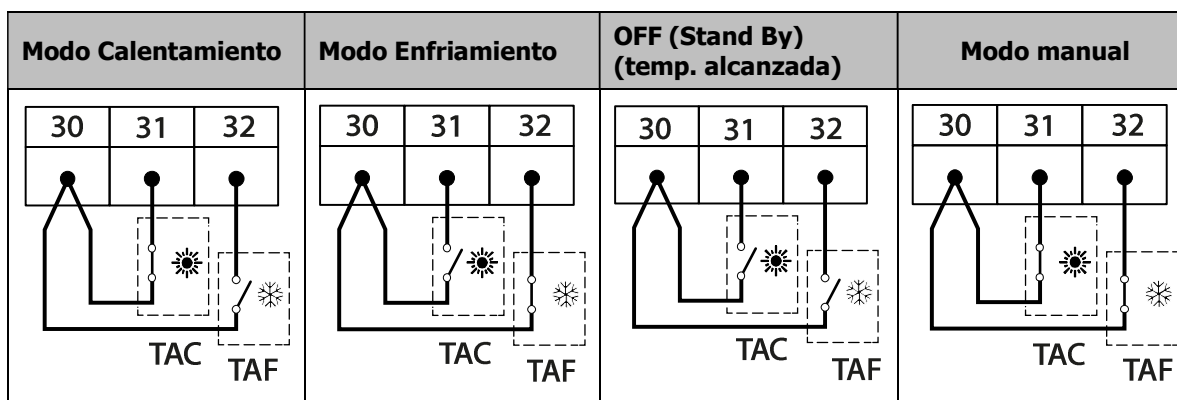 Modo Calentamiento
Modo Enfriamiento
OFF (Stand By)
(temp. alcanzada)
Modo manual
30 31 32
TAC
TAF
30 31 32
TAC
TAF
30 31 32
TAC
TAF
30 31 32
TAC
TAF